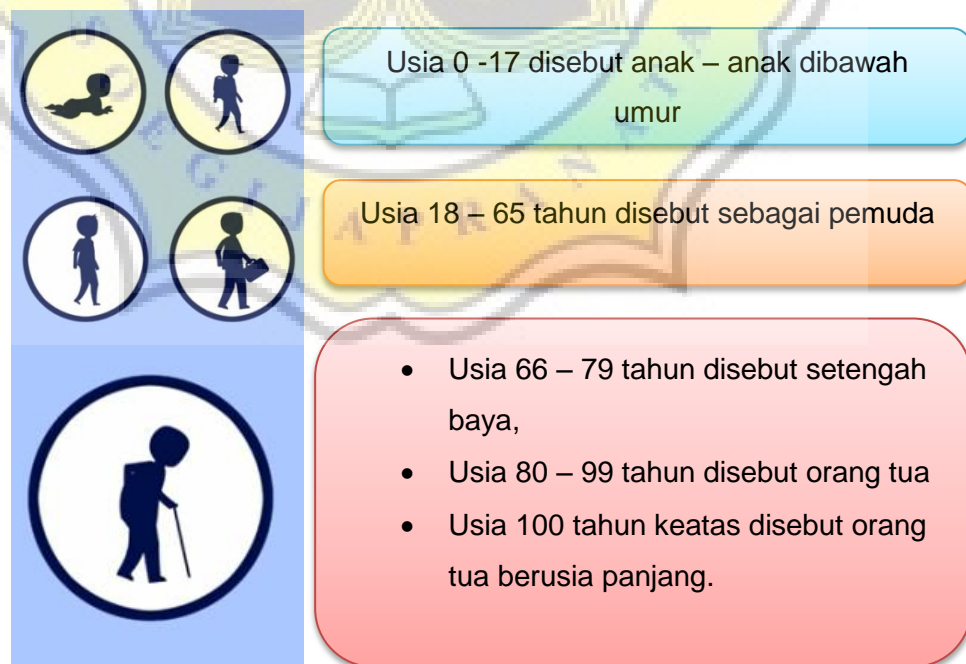 Usia 0 -17 disebut anak – anak dibawah
umur
Usia 18 – 65 tahun disebut sebagai pemuda
• Usia 66 – 79 tahun disebut setengah
baya,
• Usia 80 – 99 tahun disebut orang tua
• Usia 100 tahun keatas disebut orang
tua berusia panjang.